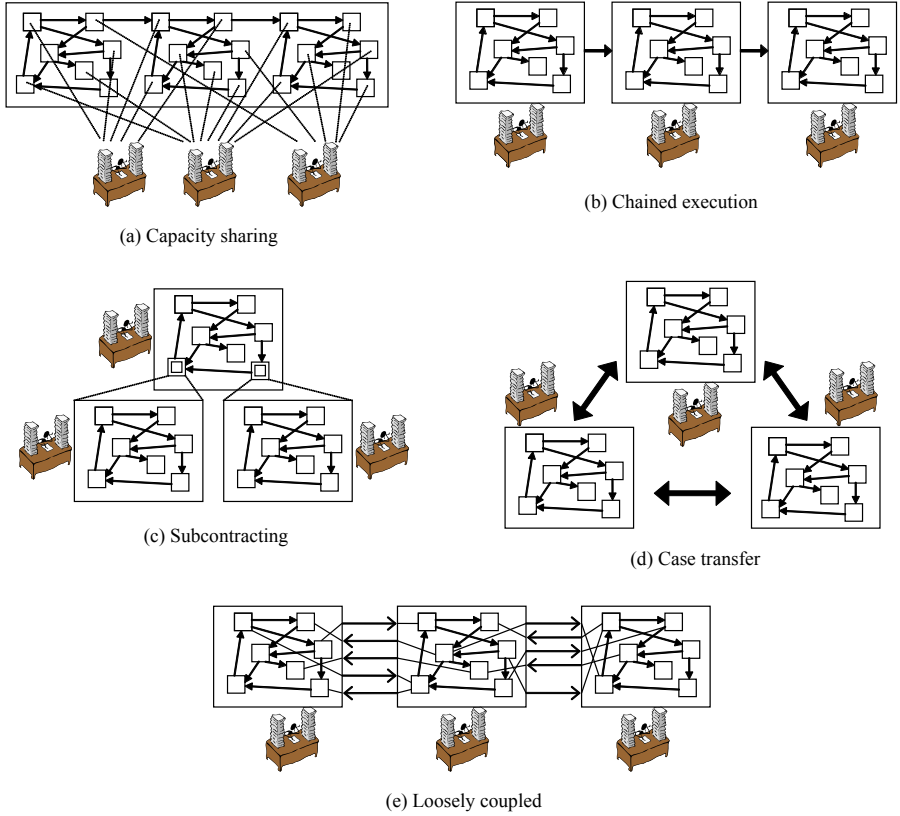 (a) Capacity sharing
(b) Chained execution
(c) Subcontracting
(d) Case transfer
(e) Loosely coupled